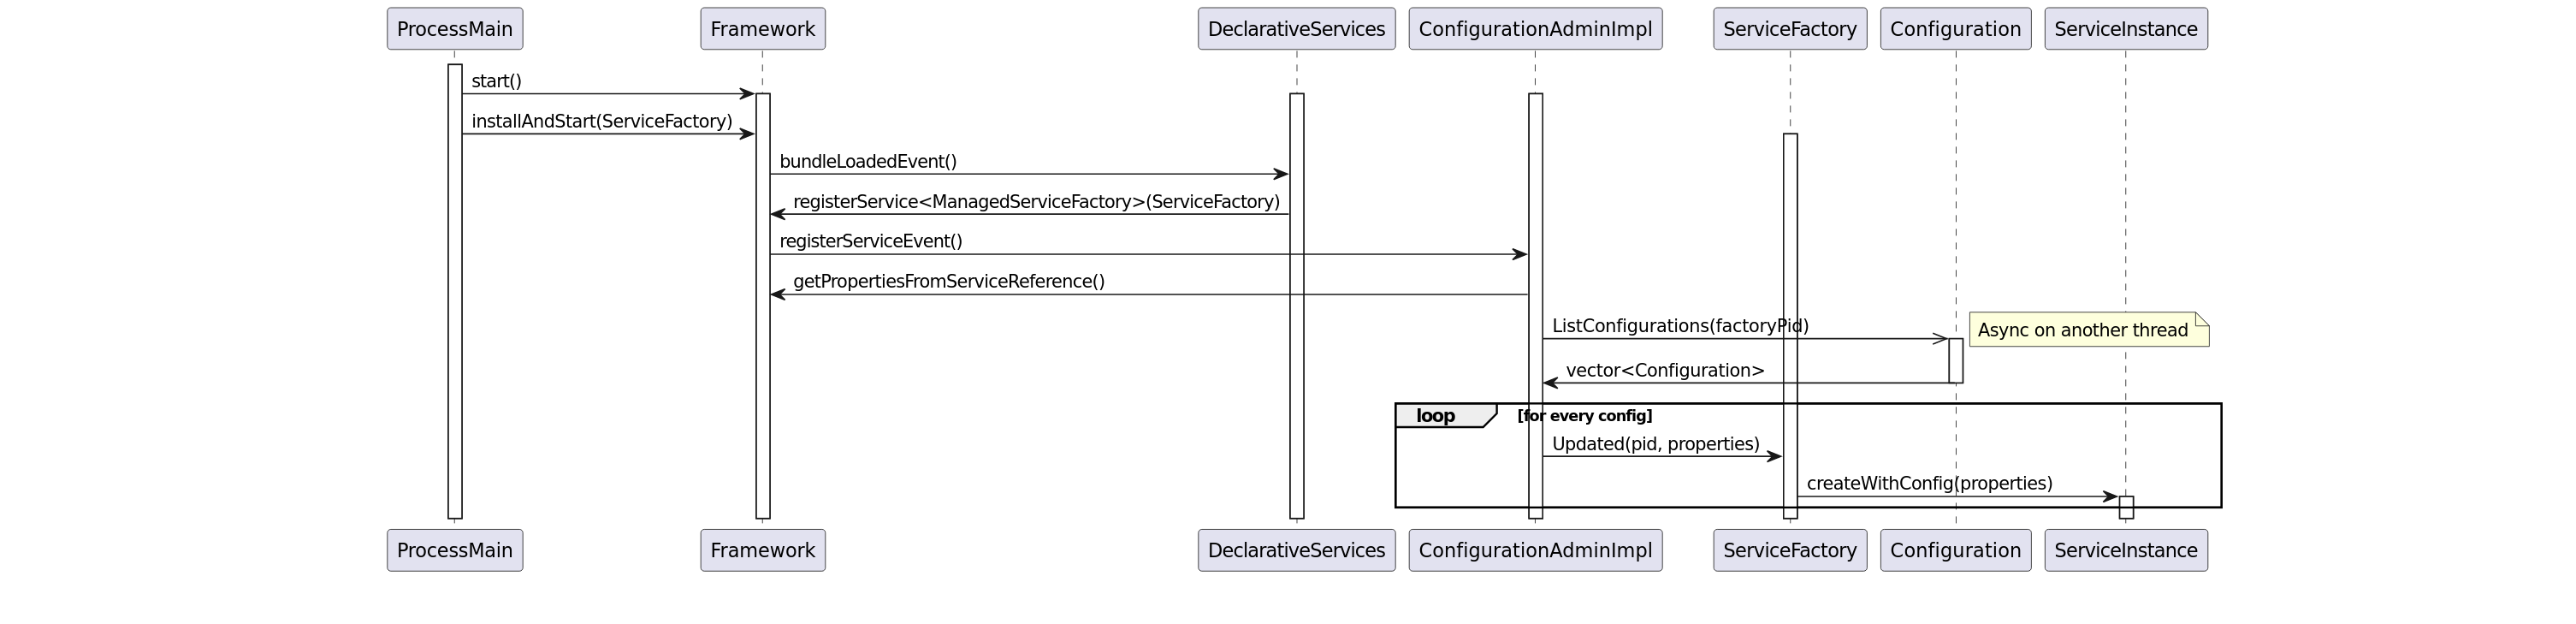 ProcessMain
Framework
DeclarativeServices
ConfigurationAdminImpl
ServiceFactory
Configuration
ServiceInstance
start()
installAndStart(ServiceFactory)
bundleLoadedEvent()
registerService<ManagedServiceFactory>(ServiceFactory)
registerServiceEvent()
getPropertiesFromServiceReference()
ListConfigurations(factoryPid)
Async on another thread
vector<Configuration>
loop
[for every config]
Updated(pid, properties)
createWithConfig(properties)
ProcessMain
Framework
DeclarativeServices
ConfigurationAdminImpl
ServiceFactory
Configuration
ServiceInstance